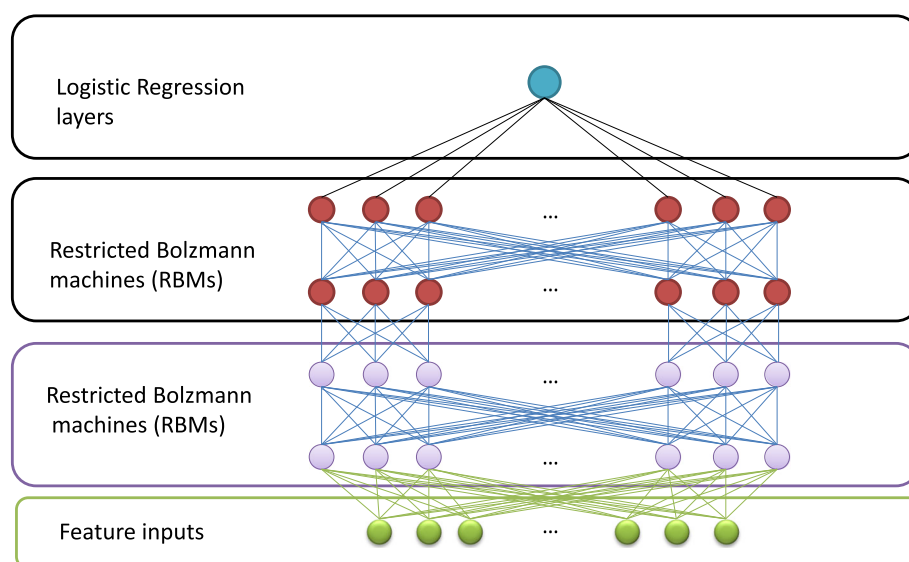 Logistic Regression
layers
...
Restricted Bolzmann
machines (RBMs)
...
...
Restricted Bolzmann
machines (RBMs)
...
Feature inputs
...